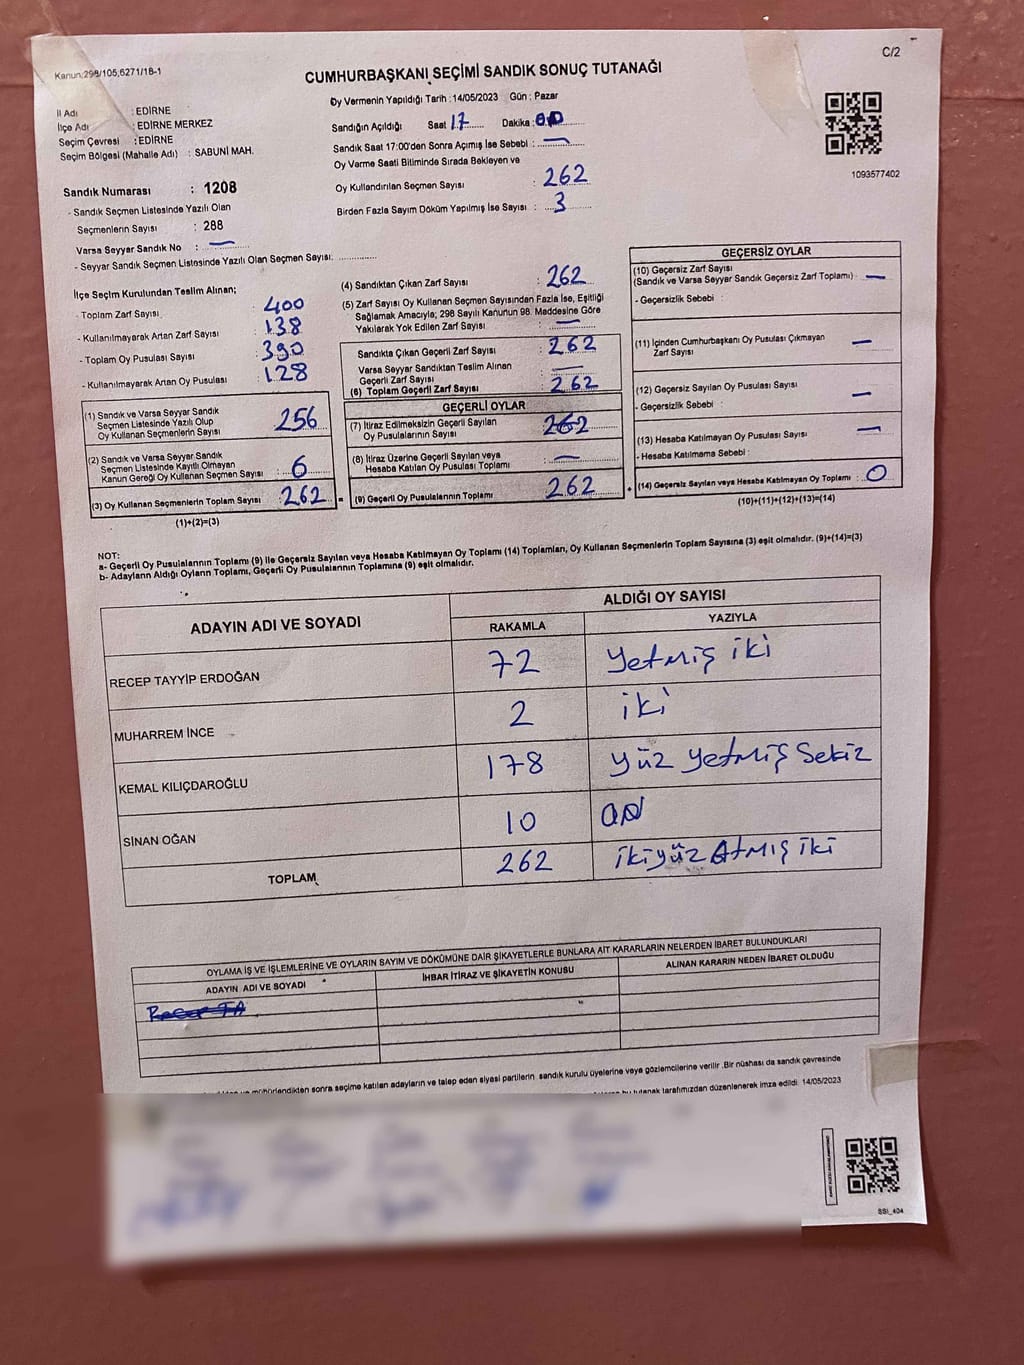 C/2
Kanun:298/105,6271/18-1
CUMHURBAŞKANI SEÇİMİ SANDIK SONUÇ TUTANAĞI
İl Adı : EDİRNE
İlçe Adı : EDİRNE MERKEZ
Seçim Çevresi : EDİRNE
Seçim Bölgesi (Mahalle Adı) : SABUNİ MAH.
Sandık Numarası : 1208
- Sandık Seçmen Listesinde Yazılı Olan
Seçmenlerin Sayısı : 288
Varsa Seyyar Sandık No : —
- Seyyar Sandık Seçmen Listesinde Yazılı Olan Seçmen Sayısı: ..............
Oy Vermenin Yapıldığı Tarih : 14/05/2023 Gün : Pazar
Sandığın Açıldığı Saat 17 Dakika : 00
Sandık Saat 17:00'den Sonra Açımış İse Sebebi : —
Oy Varme Saati Bitiminde Sırada Bekleyen ve
Oy Kullandırılan Seçmen Sayısı : 262
Birden Fazla Sayım Döküm Yapılmış İse Sayısı : 3
1093577402
İlçe Seçim Kurulundan Teslim Alınan;
- Toplam Zarf Sayısı : 400
- Kullanılmayarak Artan Zarf Sayısı : 138
- Toplam Oy Pusulası Sayısı : 390
- Kullanılmayarak Artan Oy Pusulası : 128
(1) Sandık ve Varsa Seyyar Sandık
Seçmen Listesinde Yazılı Olup
Oy Kullanan Seçmenlerin Sayısı : 256
(2) Sandık ve Varsa Seyyar Sandık
Seçmen Listesinde Kayıtlı Olmayan
Kanun Gereği Oy Kullanan Seçmen Sayısı : 6
(3) Oy Kullanan Seçmenlerin Toplam Sayısı : 262
(1)+(2)=(3)
(4) Sandıktan Çıkan Zarf Sayısı : 262
(5) Zarf Sayısı Oy Kullanan Seçmen Sayısından Fazla İse, Eşitliği
Sağlamak Amacıyla; 298 Sayılı Kanunun 98. Maddesine Göre
Yakılarak Yok Edilen Zarf Sayısı : —
Sandıkta Çıkan Geçerli Zarf Sayısı : 262
Varsa Seyyar Sandıktan Teslim Alınan
Geçerli Zarf Sayısı : —
(6) Toplam Geçerli Zarf Sayısı : 262
GEÇERLİ OYLAR
(7) İtiraz Edilmeksizin Geçerli Sayılan
Oy Pusulalarının Sayısı : 262
(8) İtiraz Üzerine Geçerli Sayılan veya
Hesaba Katılan Oy Pusulası Toplamı : —
= (9) Geçerli Oy Pusulalarının Toplamı : 262
GEÇERSİZ OYLAR
(10) Geçersiz Zarf Sayısı
(Sandık ve Varsa Seyyar Sandık Geçersiz Zarf Toplamı) : —
- Geçersizlik Sebebi :
(11) İçinden Cumhurbaşkanı Oy Pusulası Çıkmayan
Zarf Sayısı : —
(12) Geçersiz Sayılan Oy Pusulası Sayısı : —
- Geçersizlik Sebebi :
(13) Hesaba Katılmayan Oy Pusulası Sayısı : —
- Hesaba Katılmama Sebebi :
+ (14) Geçersiz Sayılan veya Hesaba Katılmayan Oy Toplamı : 0
(10)+(11)+(12)+(13)=(14)
NOT:
a- Geçerli Oy Pusulalarının Toplamı (9) ile Geçersiz Sayılan veya Hesaba Katılmayan Oy Toplamı (14) Toplamları, Oy Kullanan Seçmenlerin Toplam Sayısına (3) eşit olmalıdır. (9)+(14)=(3)
b- Adayların Aldığı Oyların Toplamı, Geçerli Oy Pusulalarının Toplamına (9) eşit olmalıdır.
ADAYIN ADI VE SOYADI ALDIĞI OY SAYISI
RAKAMLA YAZIYLA
RECEP TAYYİP ERDOĞAN 72 Yetmiş iki
MUHARREM İNCE 2 iki
KEMAL KILIÇDAROĞLU 178 Yüz Yetmiş Sekiz
SİNAN OĞAN 10 on
TOPLAM 262 ikiyüz Atmış iki
OYLAMA İŞ VE İŞLEMLERİNE VE OYLARIN SAYIM VE DÖKÜMÜNE DAİR ŞİKAYETLERLE BUNLARA AİT KARARLARIN NELERDEN İBARET BULUNDUKLARI
ADAYIN ADI VE SOYADI İHBAR İTİRAZ VE ŞİKAYETİN KONUSU ALINAN KARARIN NEDEN İBARET OLDUĞU
mühürlendikten sonra seçime katılan adayların ve talep eden siyasi partilerin sandık kurulu üyelerine veya gözlemcilerine verilir .Bir nüshası da sandık çevresinde
bu tutanak tarafımızdan düzenlenerek imza edildi. 14/05/2023
SSI_404